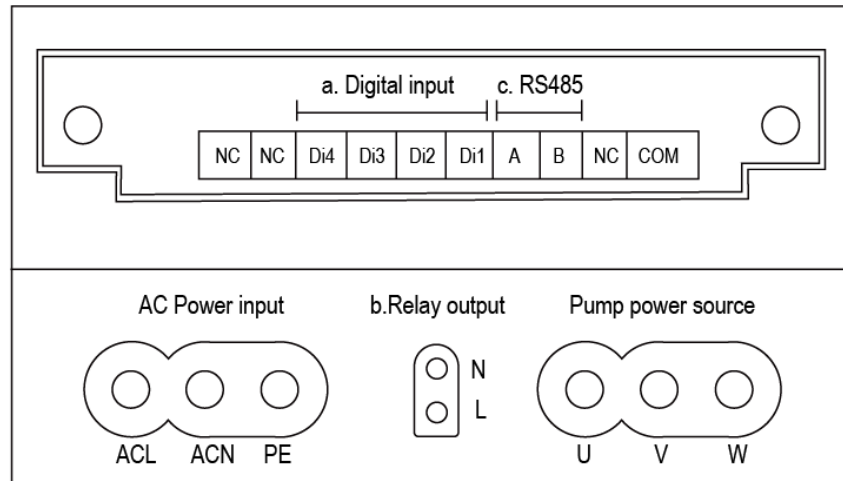 a. Digital input c. RS485
NC NC Di4 Di3 Di2 Di1 A B NC COM
AC Power input b.Relay output Pump power source
N
L
ACL ACN PE U V W